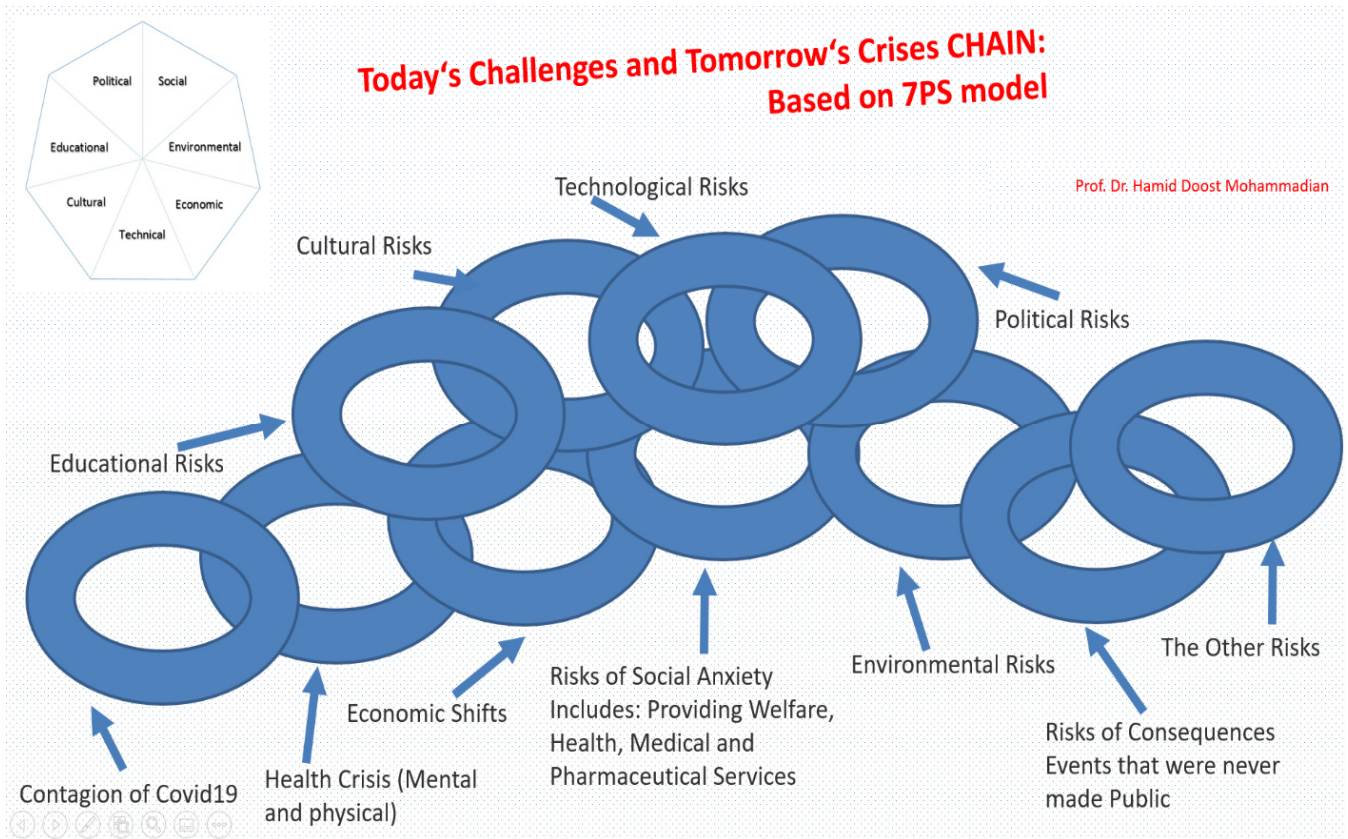 Today‘s Challenges and Tomorrow‘s Crises CHAIN:
Based on 7PS model
Prof. Dr. Hamid Doost Mohammadian
Political
Social
Educational
Environmental
Cultural
Economic
Technical
Technological Risks
Cultural Risks
Political Risks
Educational Risks
The Other Risks
Environmental Risks
Risks of Social Anxiety
Includes: Providing Welfare,
Health, Medical and
Pharmaceutical Services
Economic Shifts
Risks of Consequences
Events that were never
made Public
Health Crisis (Mental
and physical)
Contagion of Covid19